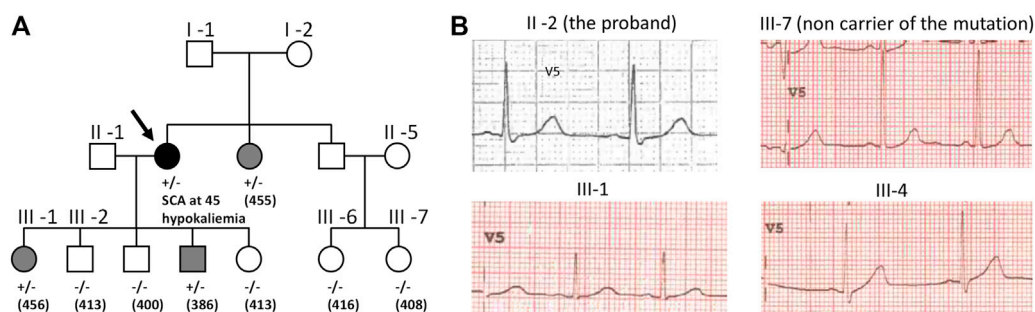 A
I -1
I -2
II -1
II -5
+/-
SCA at 45
hypokaliemia
+/-
(455)
III -1
III -2
III -6
III -7
+/-
(456)
-/-
(413)
-/-
(400)
+/-
(386)
-/-
(413)
-/-
(416)
-/-
(408)
B
II -2 (the proband)
III-7 (non carrier of the mutation)
V5
V5
III-1
III-4
V5
V5